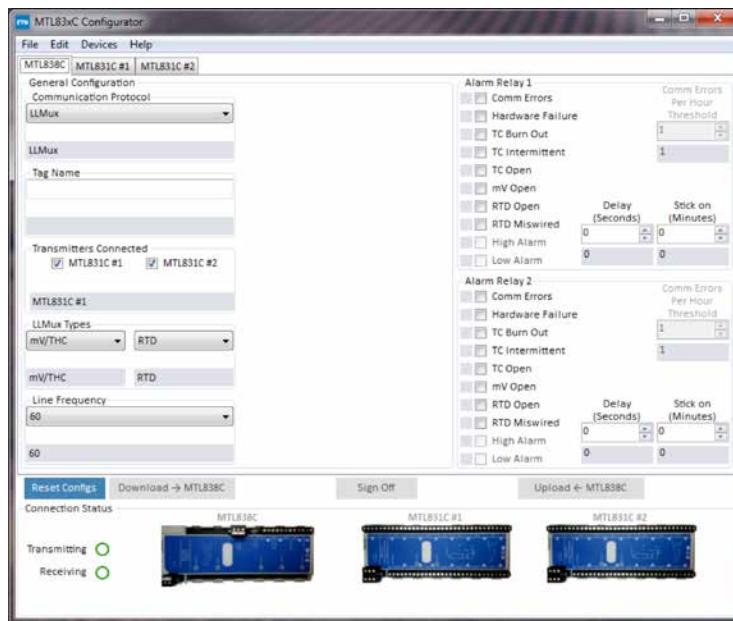 MTL83xC Configurator
File Edit Devices Help
MTL838C MTL831C #1 MTL831C #2
General Configuration
Communication Protocol
LLMux
LLMux
Tag Name
Transmitters Connected
MTL831C #1 MTL831C #2
MTL831C #1
LLMux Types
mV/THC RTD
mV/THC RTD
Line Frequency
60
60
Alarm Relay 1
Comm Errors
Hardware Failure
TC Burn Out
TC Intermittent
TC Open
mV Open
RTD Open
RTD Miswired
High Alarm
Low Alarm
Comm Errors
Per Hour
Threshold
1
1
Delay
(Seconds)
0
0
Stick on
(Minutes)
0
0
Alarm Relay 2
Comm Errors
Hardware Failure
TC Burn Out
TC Intermittent
TC Open
mV Open
RTD Open
RTD Miswired
High Alarm
Low Alarm
Comm Errors
Per Hour
Threshold
1
1
Delay
(Seconds)
0
0
Stick on
(Minutes)
0
0
Reset Configs Download → MTL838C Sign Off Upload ← MTL838C
Connection Status
MTL838C MTL831C #1 MTL831C #2
Transmitting
Receiving